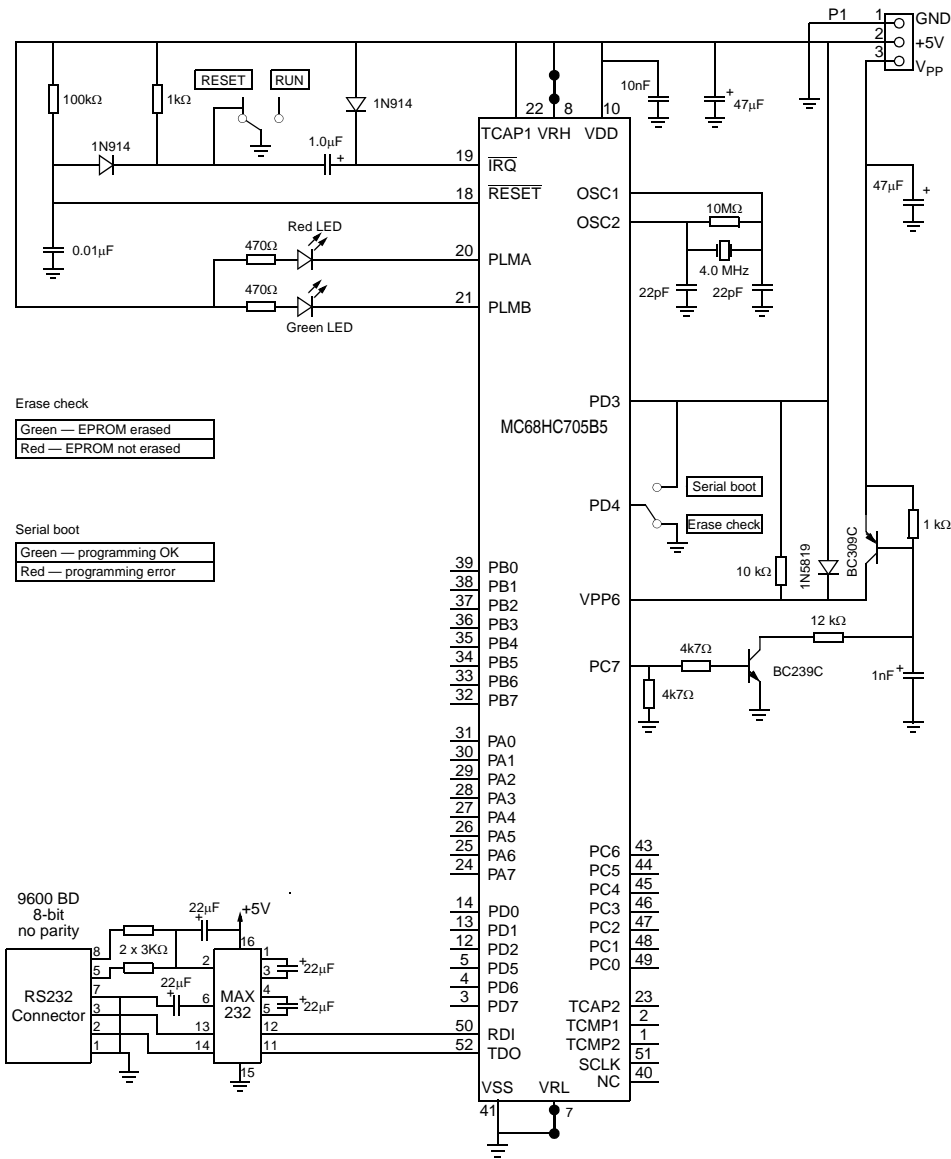 P1
1
GND
2
+5V
3
VPP
100kΩ
1kΩ
RESET
RUN
1N914
10nF
+
47µF
22
8
10
TCAP1
VRH
VDD
1N914
1.0µF
+
19
IRQ
47µF
+
18
RESET
OSC1
10MΩ
OSC2
0.01µF
Red LED
470Ω
20
PLMA
4.0 MHz
22pF
22pF
470Ω
21
PLMB
Green LED
Erase check
Green — EPROM erased
Red — EPROM not erased
PD3
MC68HC705B5
Serial boot
PD4
Erase check
1 kΩ
Serial boot
Green — programming OK
Red — programming error
10 kΩ
1N5819
BC309C
VPP6
39
PB0
38
PB1
37
PB2
36
PB3
35
PB4
34
PB5
33
PB6
32
PB7
12 kΩ
PC7
4k7Ω
BC239C
4k7Ω
1nF
+
31
PA0
30
PA1
29
PA2
28
PA3
27
PA4
26
PA5
25
PA6
24
PA7
PC6
43
PC5
44
PC4
45
PC3
46
PC2
47
PC1
48
PC0
49
14
PD0
13
PD1
12
PD2
5
PD5
4
PD6
3
PD7
50
RDI
52
TDO
TCAP2
23
TCMP1
2
TCMP2
1
SCLK
51
NC
40
9600 BD
8-bit
no parity
22µF
+
+5V
16
8
2 x 3KΩ
5
2
1
3
+
22µF
7
22µF
+
6
MAX
232
4
5
+
22µF
RS232
Connector
3
13
12
2
14
11
1
15
VSS
VRL
41
7